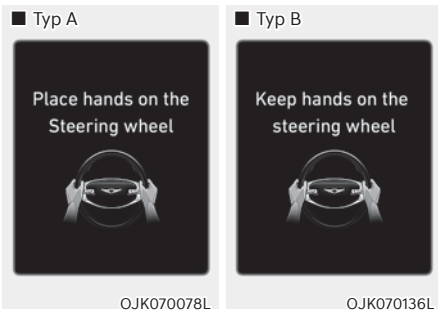 ■ Typ A
Place hands on the
Steering wheel
OJK070078L
■ Typ B
Keep hands on the
steering wheel
OJK070136L